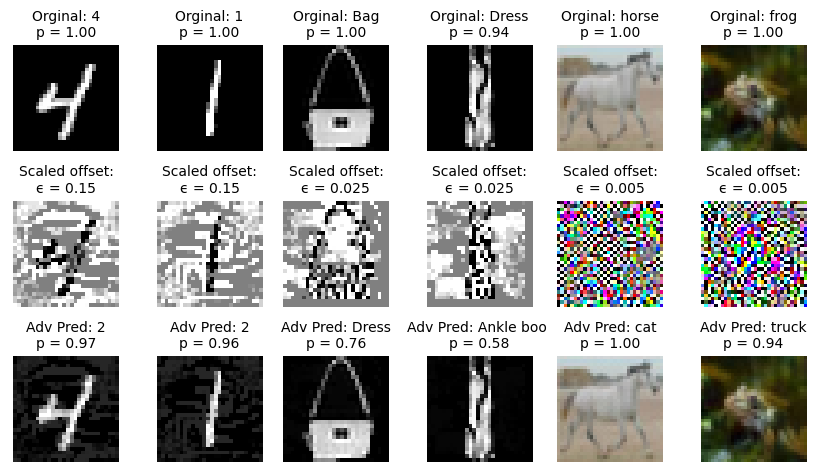 Orginal: 4
p = 1.00
Orginal: 1
p = 1.00
Orginal: Bag
p = 1.00
Orginal: Dress
p = 0.94
Orginal: horse
p = 1.00
Orginal: frog
p = 1.00
Scaled offset:
ϵ = 0.15
Scaled offset:
ϵ = 0.15
Scaled offset:
ϵ = 0.025
Scaled offset:
ϵ = 0.025
Scaled offset:
ϵ = 0.005
Scaled offset:
ϵ = 0.005
Adv Pred: 2
p = 0.97
Adv Pred: 2
p = 0.96
Adv Pred: Dress
p = 0.76
Adv Pred: Ankle boo
p = 0.58
Adv Pred: cat
p = 1.00
Adv Pred: truck
p = 0.94
4
1
4
1